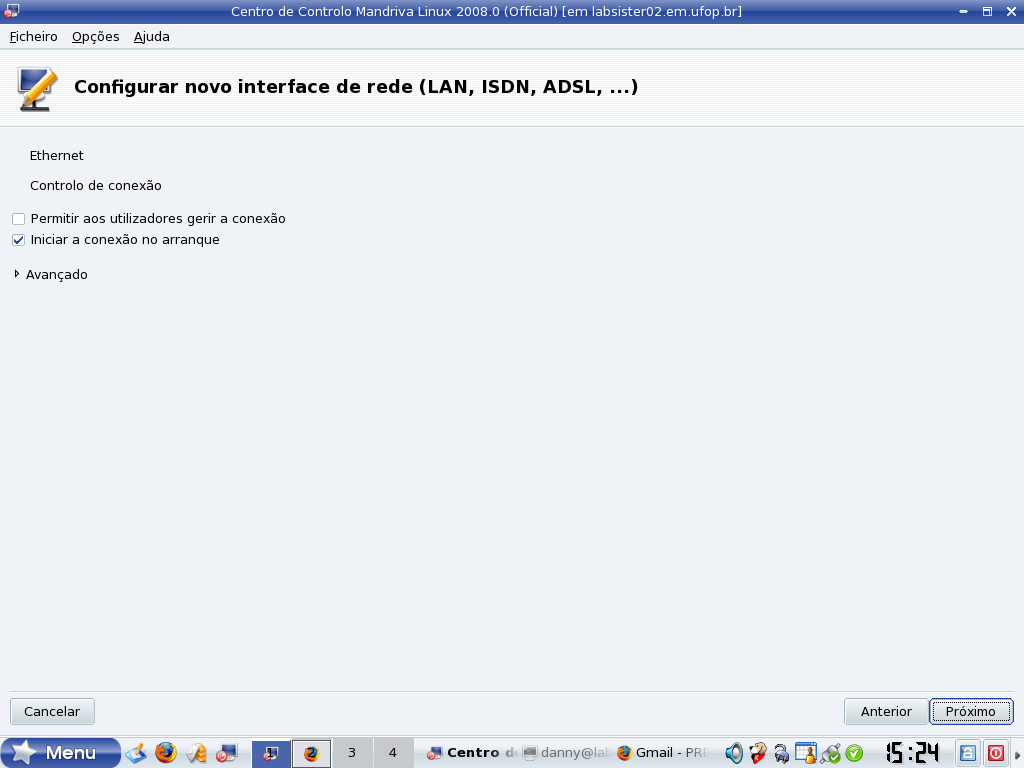 Centro de Controlo Mandriva Linux 2008.0 (Official) [em labsister02.em.ufop.br]
Ficheiro Opções Ajuda
Configurar novo interface de rede (LAN, ISDN, ADSL, ...)
Ethernet
Controlo de conexão
Permitir aos utilizadores gerir a conexão
Iniciar a conexão no arranque
Avançado
Cancelar Anterior Próximo
Menu 3 4 Centro d danny@lab Gmail - PRE 15:24 a